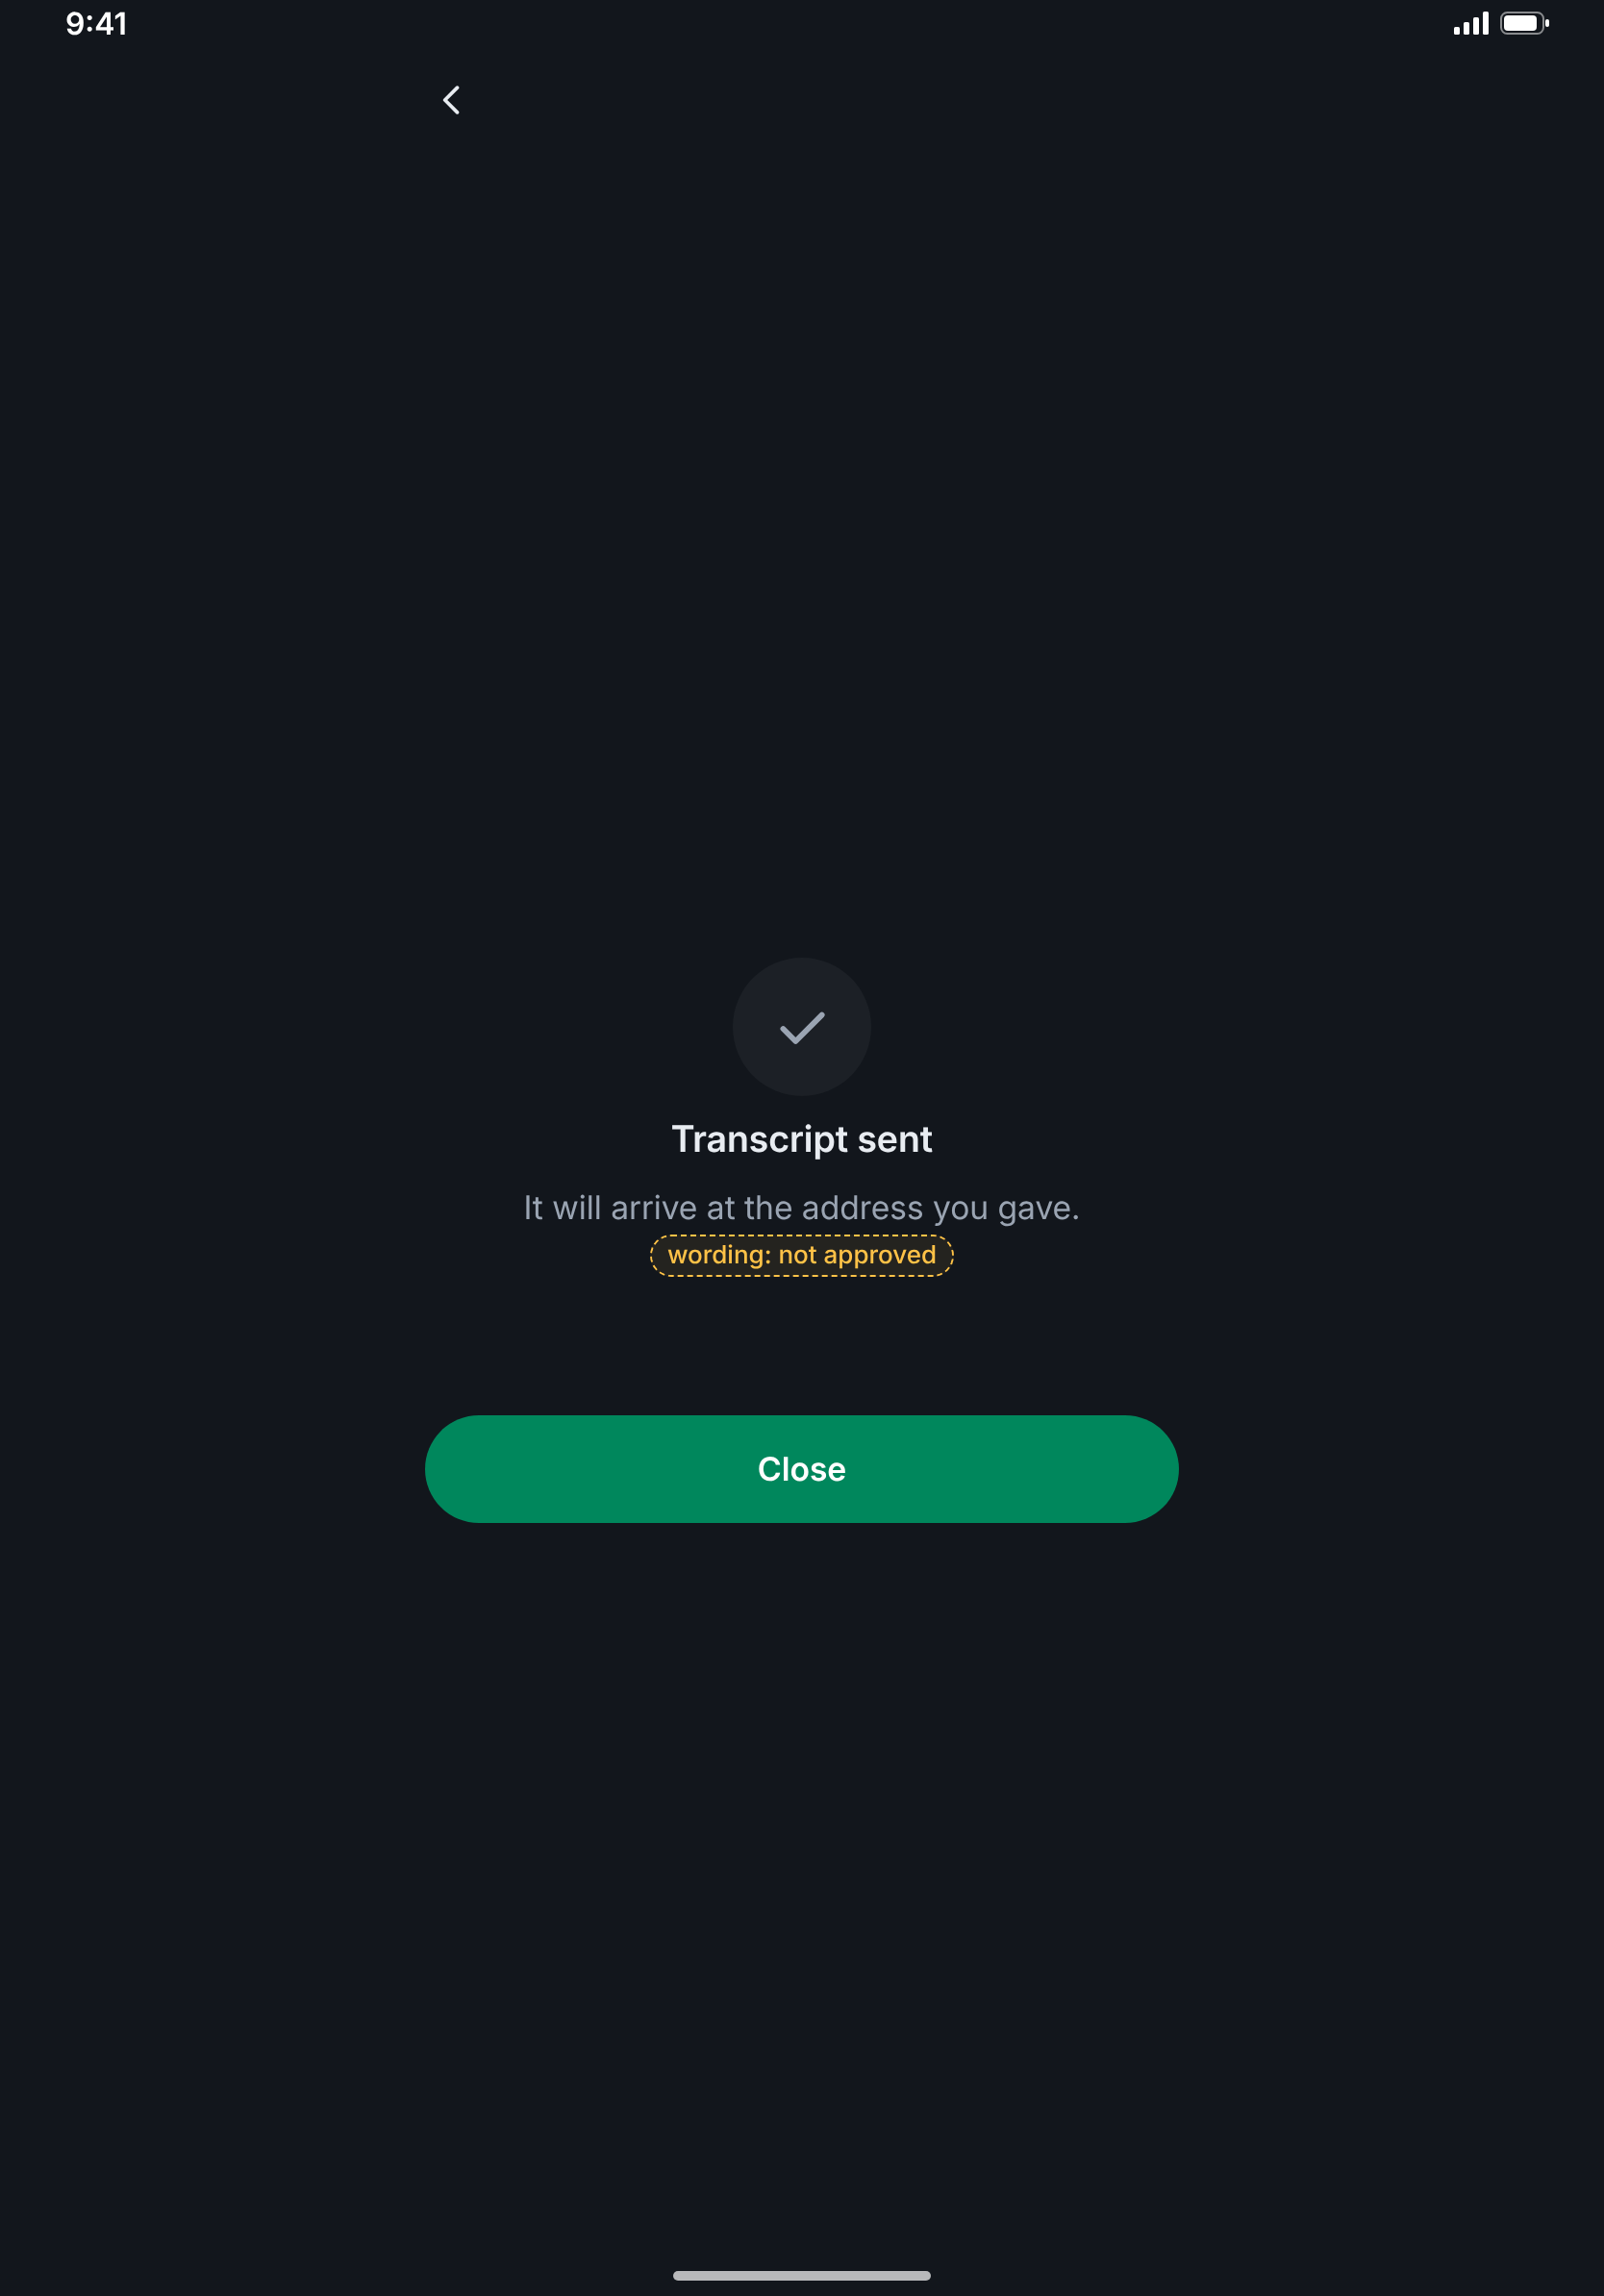 9:41
Transcript sent
It will arrive at the address you gave.
wording: not approved
Close